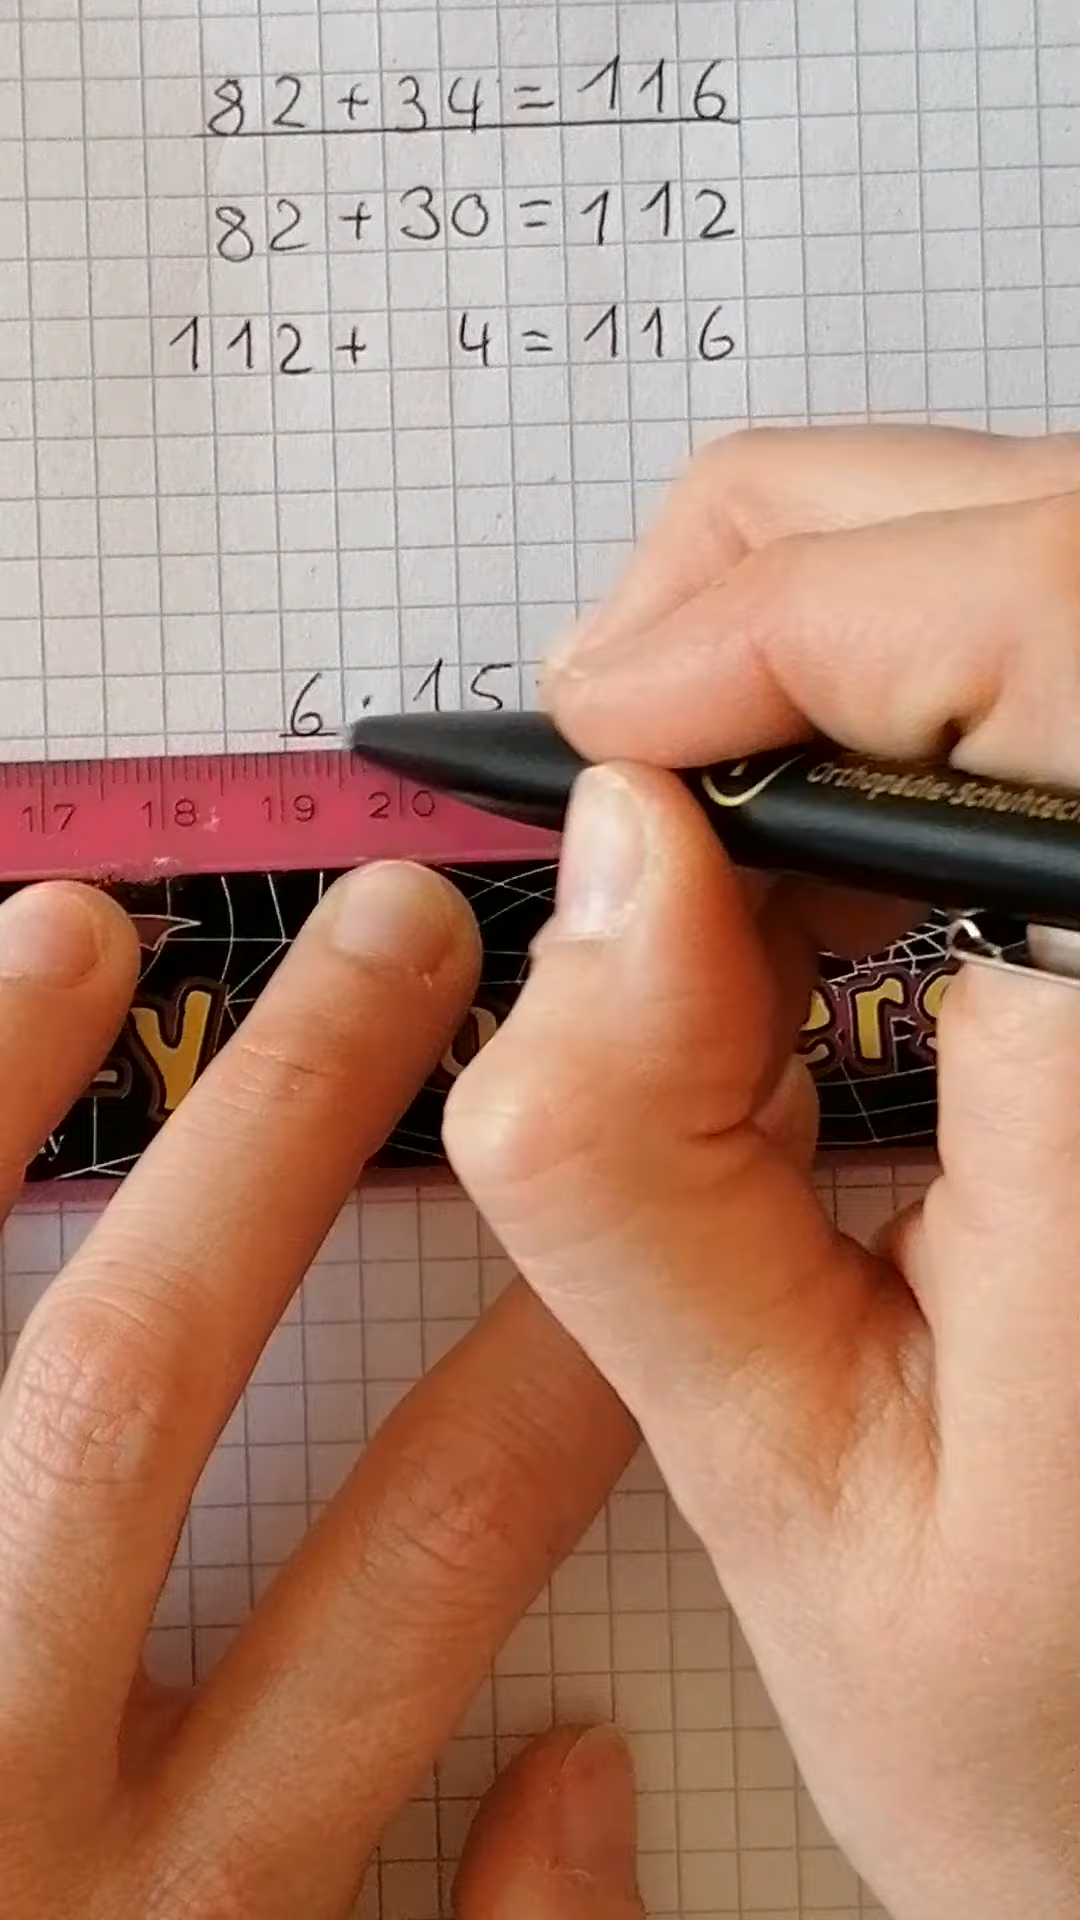 82+34=116
82+30=112
112+ 4=116
6·15
17 18 19 20
Orthopädie-Schuhtech